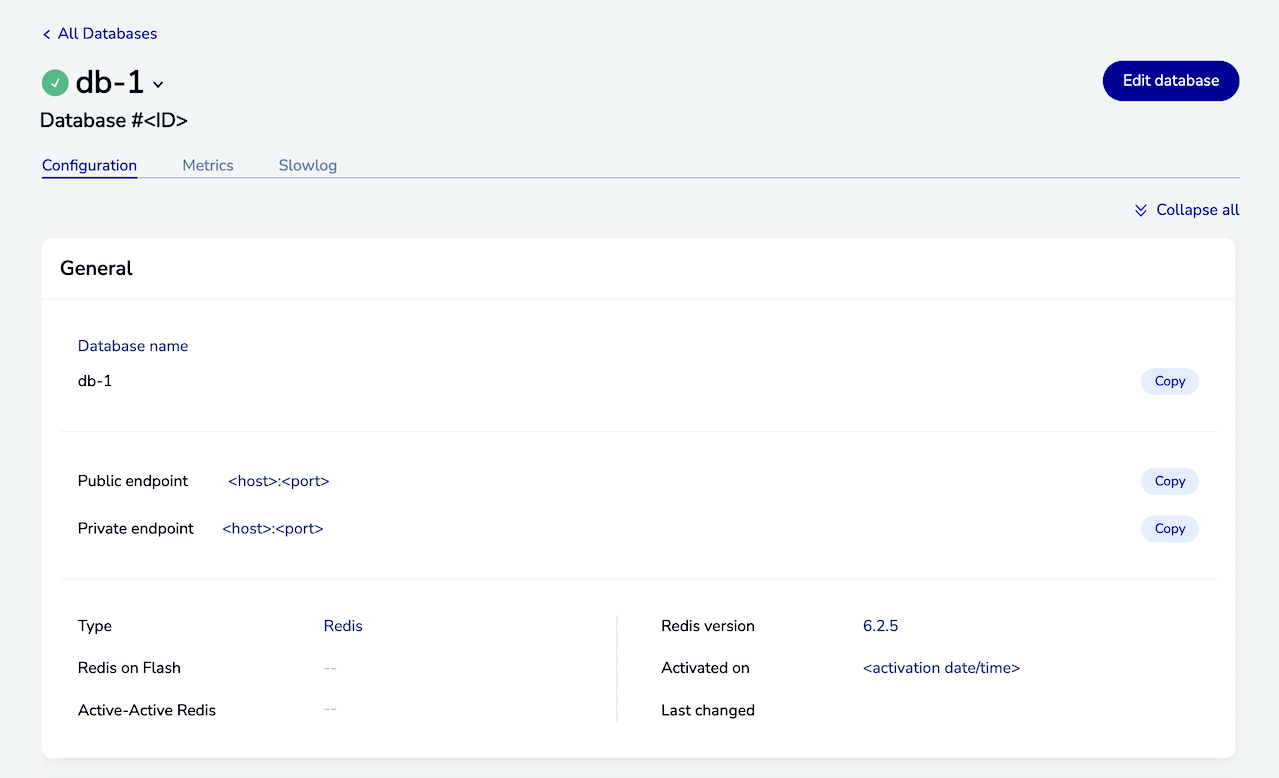 All Databases
db-1
Edit database
Database #<ID>
Configuration Metrics Slowlog
Collapse all
General
Database name
db-1 Copy
Public endpoint <host>:<port> Copy
Private endpoint <host>:<port> Copy
Type Redis Redis version 6.2.5
Redis on Flash -- Activated on <activation date/time>
Active-Active Redis -- Last changed